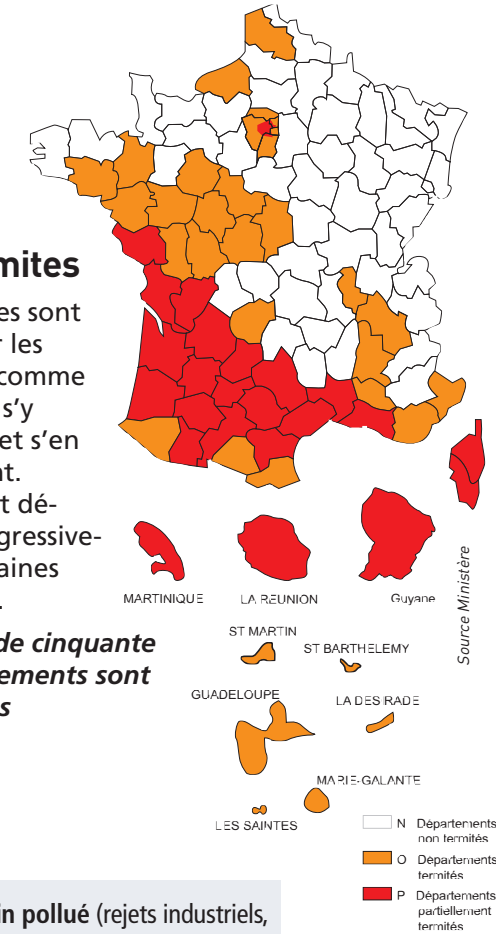 mites
es sont
r les
comme
s'y
et s'en
nt.
t dé-
gressive-
aines
.
de cinquante
ements sont
s
MARTINIQUE
LA REUNION
Guyane
Source Ministère
ST MARTIN
ST BARTHELEMY
GUADELOUPE
LA DESIRADE
MARIE-GALANTE
LES SAINTES
N Départements
non termités
O Départements
termités
P Départements
partiellement
termités
in pollué (rejets industriels,